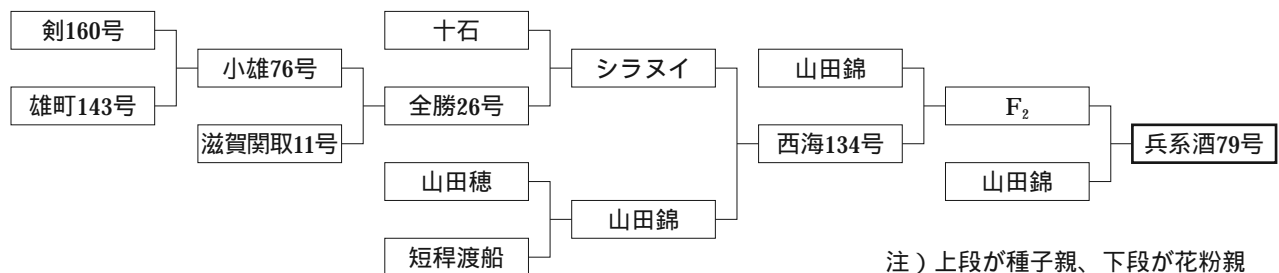 剣160号
十石
小雄76号
シラヌイ
山田錦
雄町143号
全勝26号
F₂
滋賀関取11号
西海134号
兵系酒79号
山田穂
山田錦
山田錦
短稈渡船
注）上段が種子親、下段が花粉親